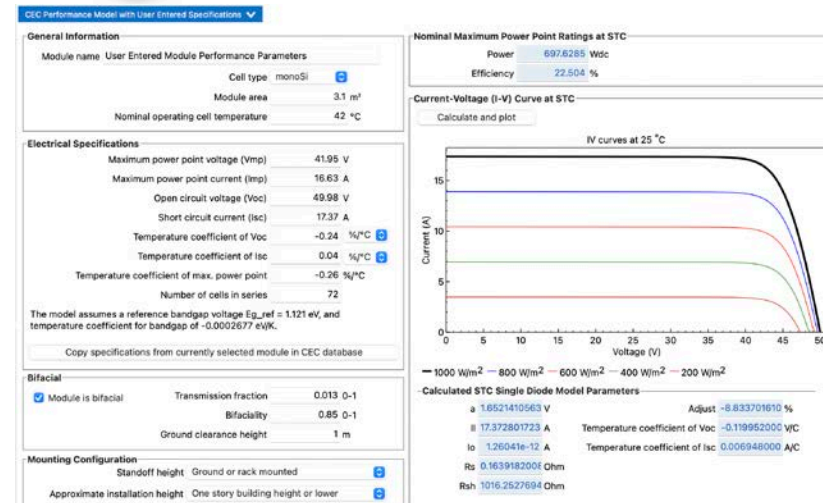 CEC Performance Model with User Entered Specifications
General Information
Module name User Entered Module Performance Parameters
Cell type monoSi
Module area 3.1 m²
Nominal operating cell temperature 42 °C
Electrical Specifications
Maximum power point voltage (Vmp) 41.95 V
Maximum power point current (Imp) 16.63 A
Open circuit voltage (Voc) 49.98 V
Short circuit current (Isc) 17.37 A
Temperature coefficient of Voc -0.24 %/°C
Temperature coefficient of Isc 0.04 %/°C
Temperature coefficient of max. power point -0.26 %/°C
Number of cells in series 72
The model assumes a reference bandgap voltage Eg_ref = 1.121 eV, and
temperature coefficient for bandgap of -0.0002677 eV/K.
Copy specifications from currently selected module in CEC database
Bifacial
Module is bifacial
Transmission fraction 0.013 0-1
Bifaciality 0.85 0-1
Ground clearance height 1 m
Mounting Configuration
Standoff height Ground or rack mounted
Approximate installation height One story building height or lower
Nominal Maximum Power Point Ratings at STC
Power 697.6285 Wdc
Efficiency 22.504 %
Current-Voltage (I-V) Curve at STC
Calculate and plot
IV curves at 25 °C
Current (A)
15
10
5
0
0 5 10 15 20 25 30 35 40 45 50
Voltage (V)
1000 W/m2 800 W/m2 600 W/m2 400 W/m2 200 W/m2
Calculated STC Single Diode Model Parameters
a 1.6521410563 V
Il 17.372801723 A
Io 1.26041e-12 A
Rs 0.163918200 Ohm
Rsh 1016.2527694 Ohm
Adjust -8.833701610 %
Temperature coefficient of Voc -0.119952000 V/C
Temperature coefficient of Isc 0.006948000 A/C